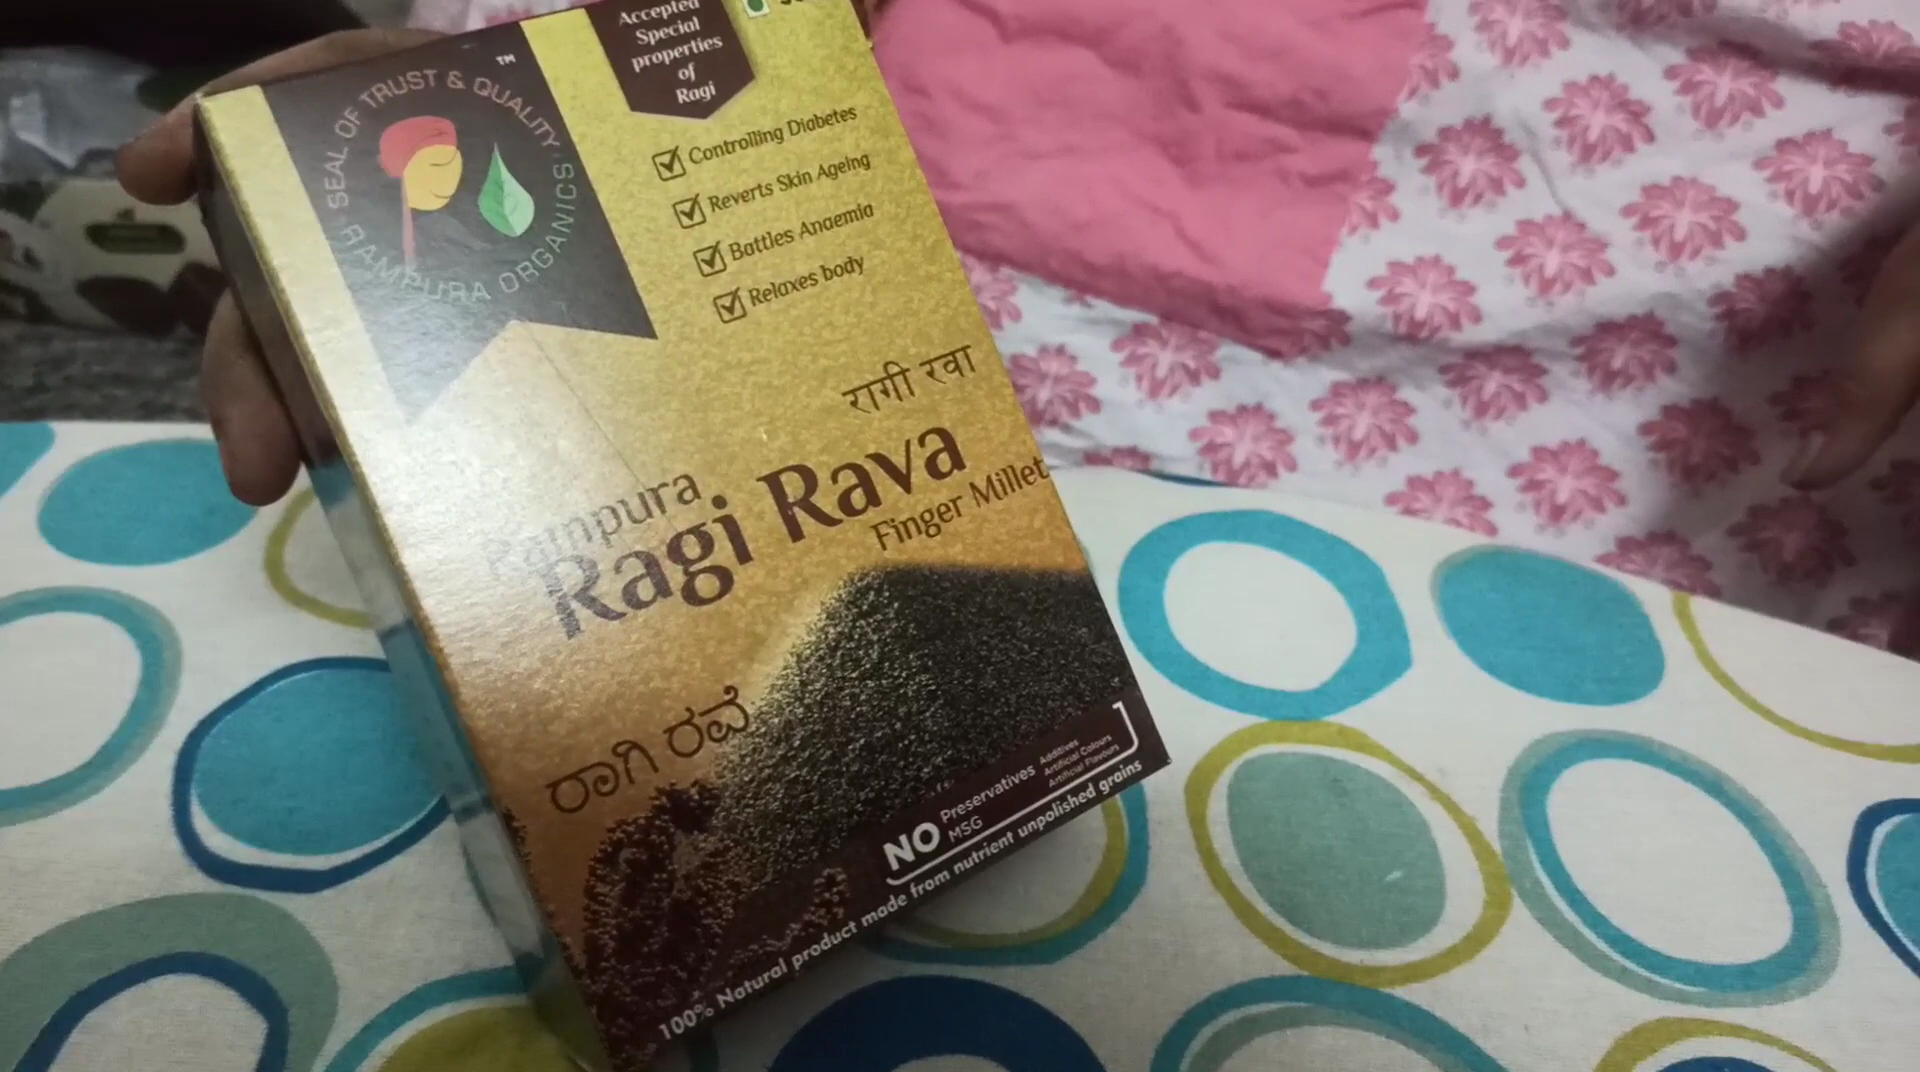 SEAL OF TRUST & QUALITY
RAMPURA ORGANICS
TM
Accepted
Special
properties
of
Ragi
Controlling Diabetes
Reverts Skin Ageing
Battles Anaemia
Relaxes body
रागी रवा
Rampura
Ragi Rava
Finger Millet
ರಾಗಿ ರವೆ
NO Preservatives
MSG
Additives
Artificial Colours
Artificial Flavours
100% Natural product made from nutrient unpolished grains